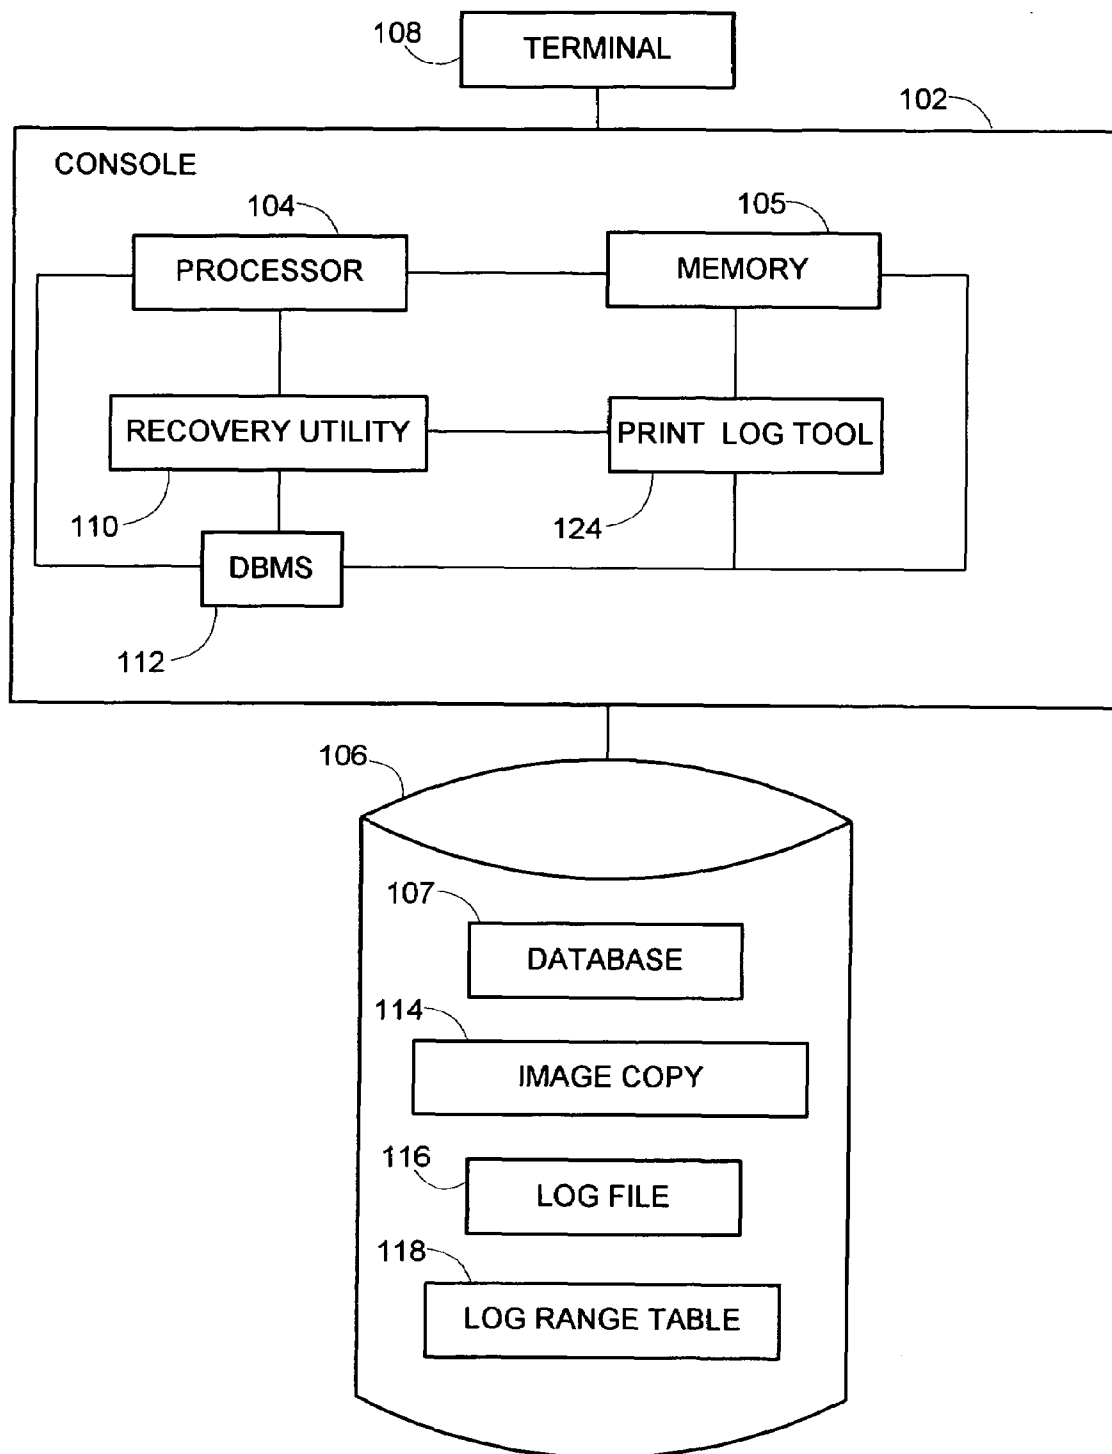 108
TERMINAL
102
CONSOLE
104
105
PROCESSOR
MEMORY
RECOVERY UTILITY
PRINT LOG TOOL
110
124
DBMS
112
106
107
DATABASE
114
IMAGE COPY
116
LOG FILE
118
LOG RANGE TABLE